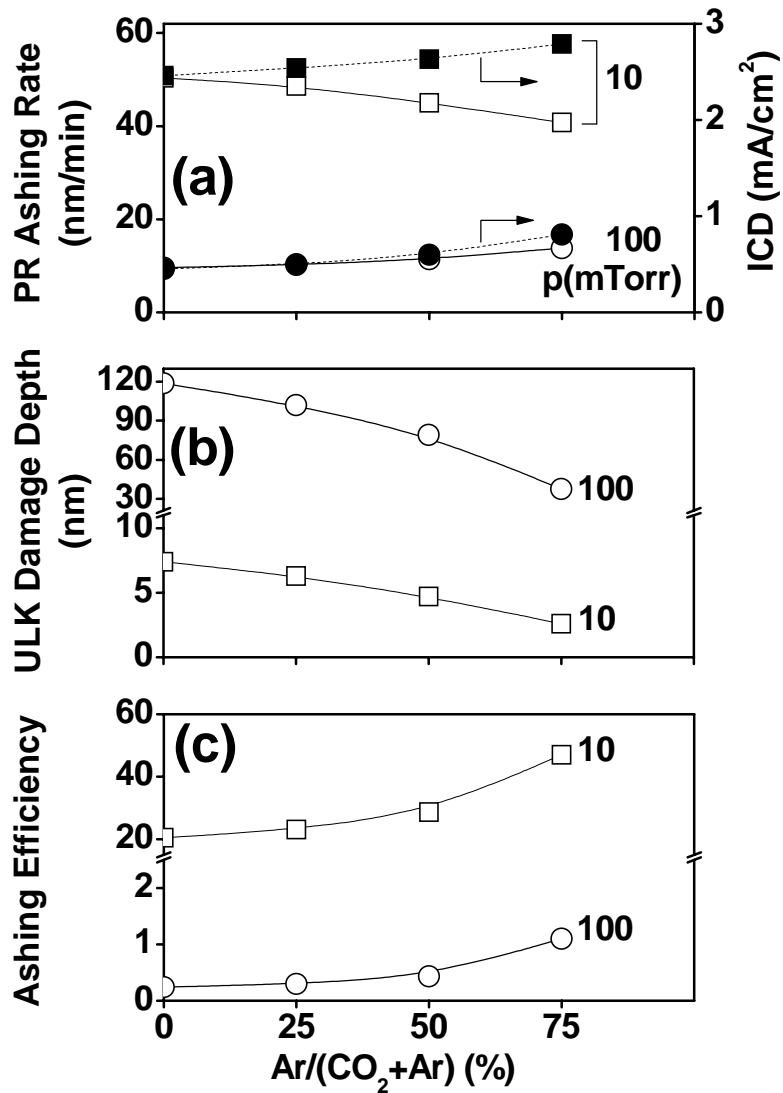 PR Ashing Rate
(nm/min)
60
40
20
0
(a)
10
100
p(mTorr)
3
2
1
0
ICD (mA/cm²)
ULK Damage Depth
(nm)
120
90
60
30
10
5
0
(b)
100
10
Ashing Efficiency
60
40
20
2
1
0
(c)
10
100
0 25 50 75
Ar/(CO₂+Ar) (%)